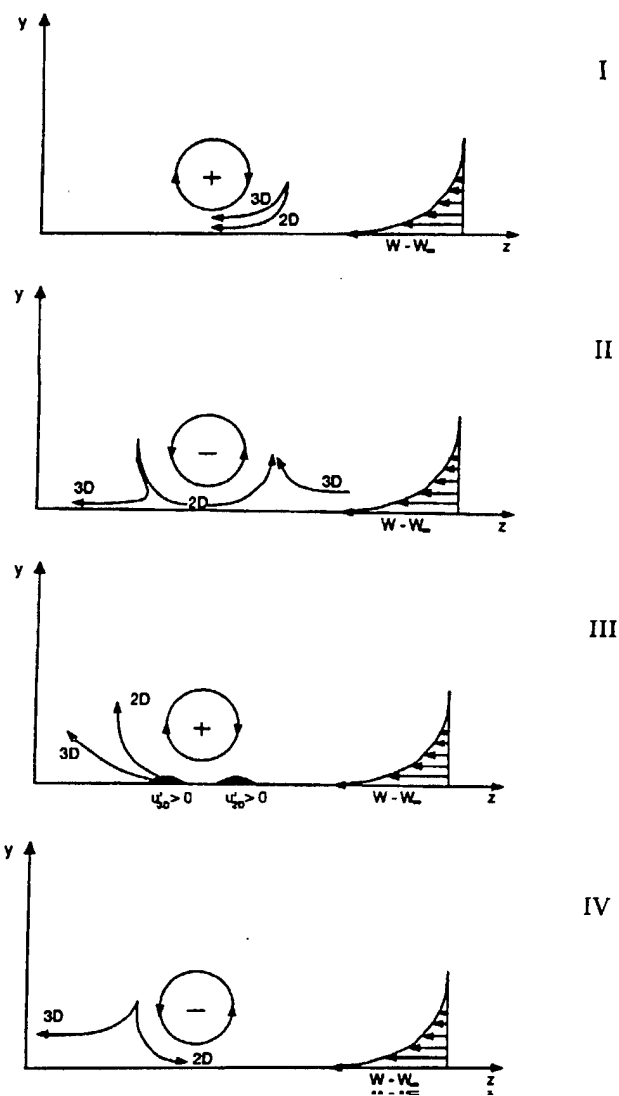 y
I
+
3D
2D
W - W∞
z
y
II
−
3D
2D
3D
W - W∞
z
y
III
2D
+
3D
u'3D > 0
u'2D > 0
W - W∞
z
y
IV
−
3D
2D
W - W∞
z